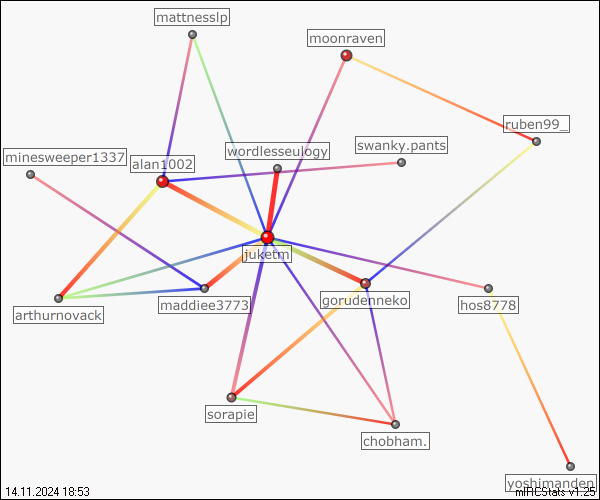 mattnesslp
moonraven
ruben99_
swanky.pants
wordlesseulogy
minesweeper1337
alan1002
juketm
gorodenneko
hos8778
maddiee3773
arthurnovack
sorapie
chobham.
yoshimanden
14.11.2024 18:53
mIRCStats v1.25